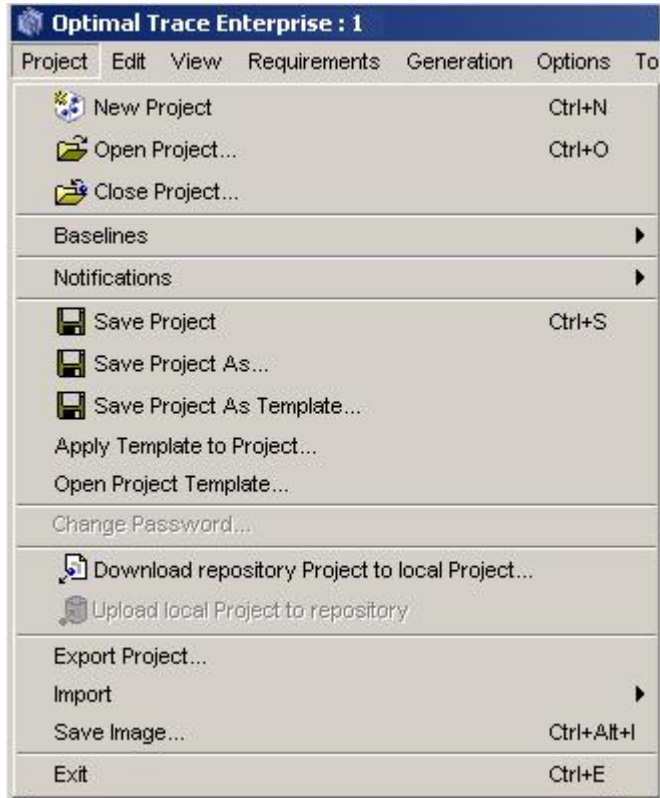 Optimal Trace Enterprise : 1
Project Edit View Requirements Generation Options To
New Project Ctrl+N
Open Project... Ctrl+O
Close Project...
Baselines
Notifications
Save Project Ctrl+S
Save Project As...
Save Project As Template...
Apply Template to Project...
Open Project Template...
Change Password...
Download repository Project to local Project...
Upload local Project to repository
Export Project...
Import
Save Image... Ctrl+Alt+I
Exit Ctrl+E